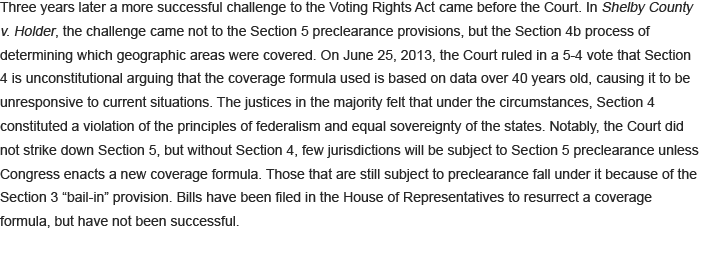 Three years later a more successful challenge to the Voting Rights Act came before the Court. In Shelby County
v. Holder, the challenge came not to the Section 5 preclearance provisions, but the Section 4b process of
determining which geographic areas were covered. On June 25, 2013, the Court ruled in a 5-4 vote that Section
4 is unconstitutional arguing that the coverage formula used is based on data over 40 years old, causing it to be
unresponsive to current situations. The justices in the majority felt that under the circumstances, Section 4
constituted a violation of the principles of federalism and equal sovereignty of the states. Notably, the Court did
not strike down Section 5, but without Section 4, few jurisdictions will be subject to Section 5 preclearance unless
Congress enacts a new coverage formula. Those that are still subject to preclearance fall under it because of the
Section 3 “bail-in” provision. Bills have been filed in the House of Representatives to resurrect a coverage
formula, but have not been successful.